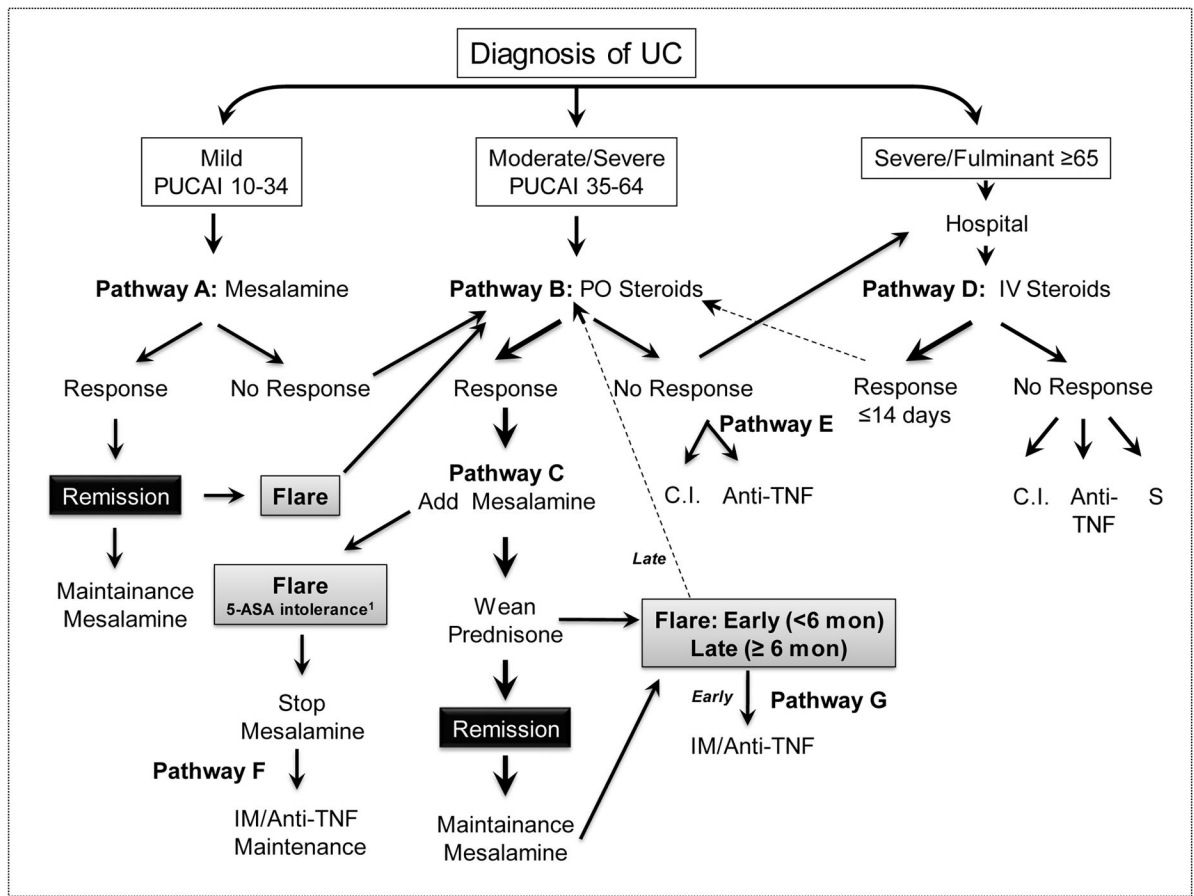 Diagnosis of UC
Mild
PUCAI 10-34
Moderate/Severe
PUCAI 35-64
Severe/Fulminant ≥65
Hospital
Pathway A: Mesalamine
Pathway B: PO Steroids
Pathway D: IV Steroids
Response
No Response
Response
No Response
Response
≤14 days
No Response
Pathway E
C.I.
Anti-TNF
C.I.
Anti-
TNF
S
Remission
Flare
Pathway C
Add Mesalamine
Maintainance
Mesalamine
Flare
5-ASA intolerance¹
Wean
Prednisone
Late
Flare: Early (<6 mon)
Late (≥ 6 mon)
Stop
Mesalamine
Remission
Early
Pathway G
IM/Anti-TNF
Pathway F
IM/Anti-TNF
Maintenance
Maintainance
Mesalamine